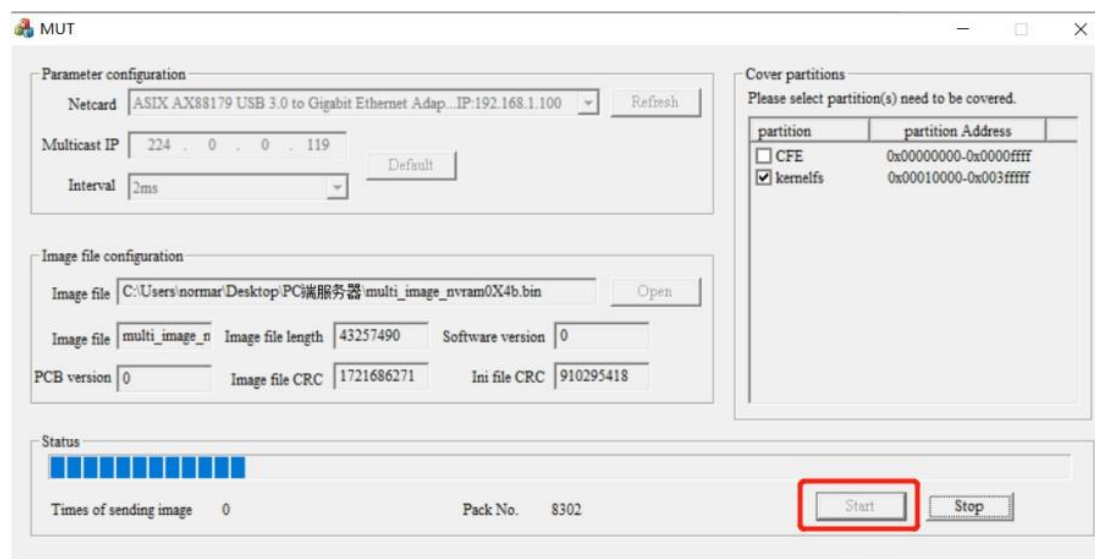 MUT
Parameter configuration
Netcard ASIX AX88179 USB 3.0 to Gigabit Ethernet Adap...IP:192.168.1.100 Refresh
Multicast IP 224 . 0 . 0 . 119
Default
Interval 2ms
Image file configuration
Image file C:\Users\normar\Desktop\PC端服务器\multi_image_nvram0X4b.bin Open
Image file multi_image_n Image file length 43257490 Software version 0
PCB version 0 Image file CRC 1721686271 Ini file CRC 910295418
Cover partitions
Please select partition(s) need to be covered.
partition partition Address
CFE 0x00000000-0x0000ffff
kernelfs 0x00010000-0x003fffff
Status
Times of sending image 0 Pack No. 8302 Start Stop